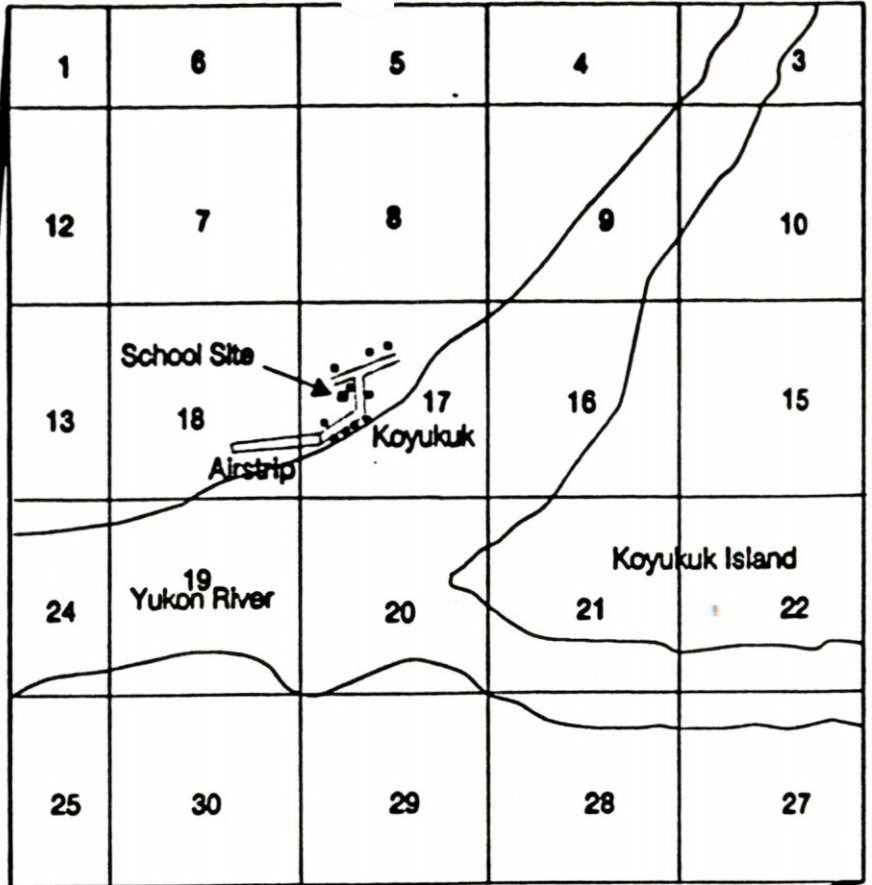 1 6 5 4 3
12 7 8 9 10
School Site
13 18 17 16 15
Koyukuk
Airstrip
Koyukuk Island
19
Yukon River
24 20 21 22
25 30 29 28 27